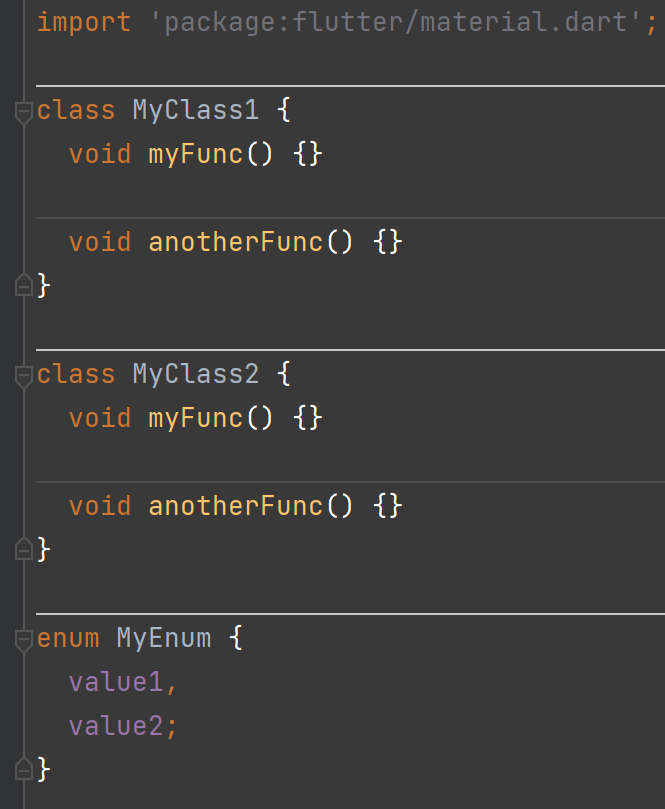 import 'package:flutter/material.dart';
class MyClass1 {
  void myFunc() {}
  void anotherFunc() {}
}
class MyClass2 {
  void myFunc() {}
  void anotherFunc() {}
}
enum MyEnum {
  value1,
  value2;
}